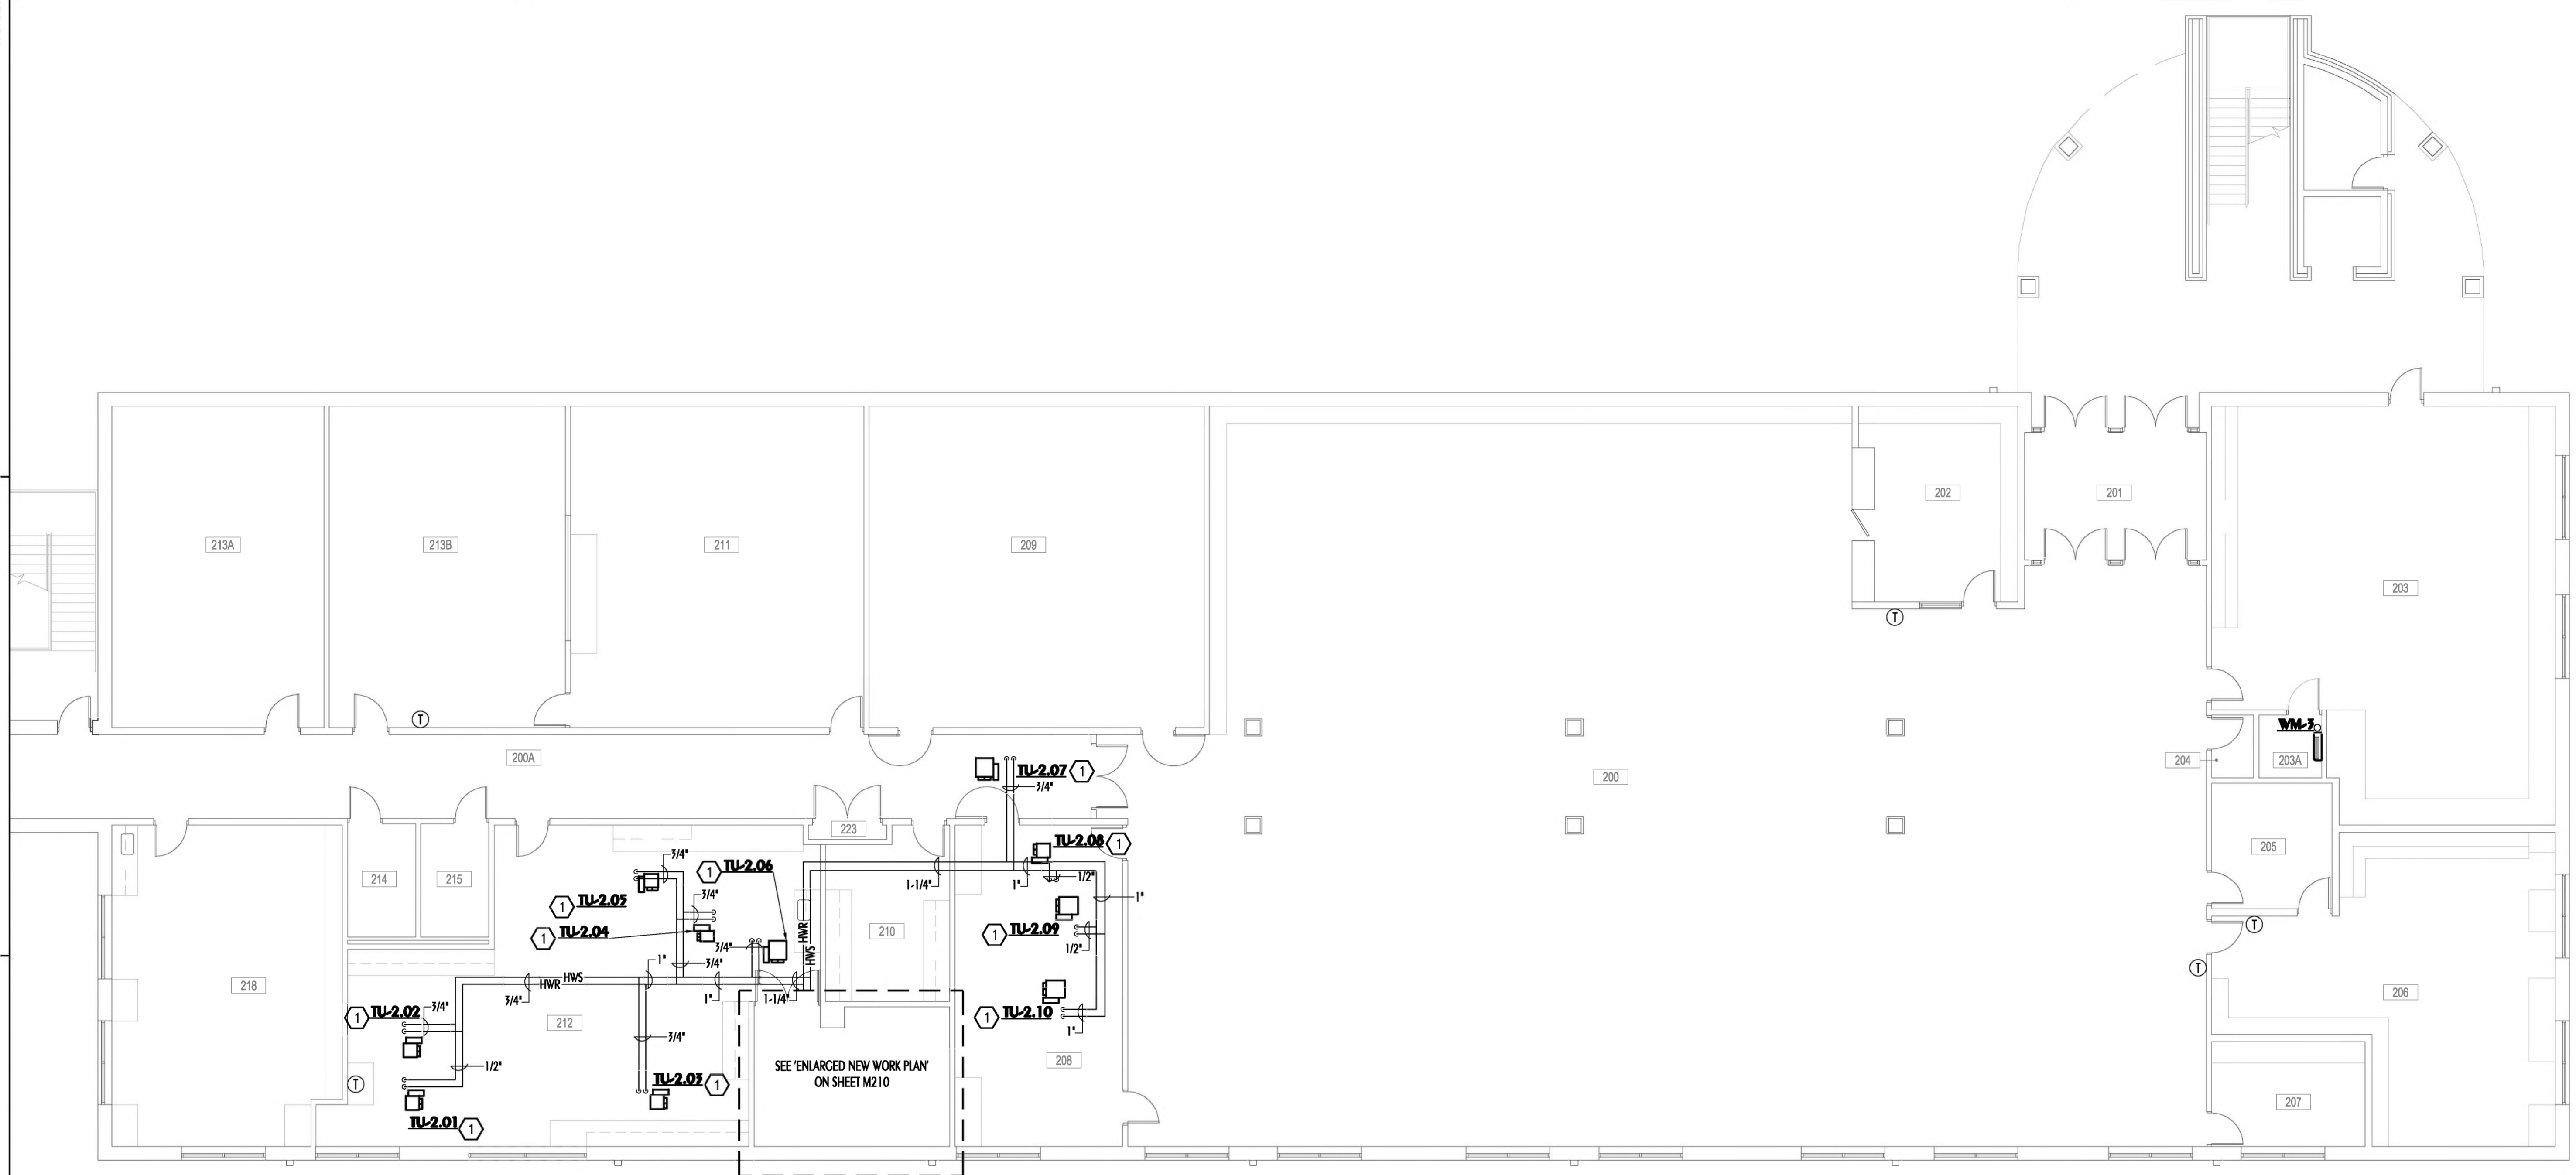 202
201
213A
213B
211
209
203
T
T
WM-3
200A
204
203A
TU-2.07
1
200
3/4"
223
TU-2.08
1
205
3/4"
1
TU-2.06
214
215
1-1/4"
1"
1/2"
3/4"
1"
1
TU-2.05
1
TU-2.04
HWR
210
1
TU-2.09
T
3/4"
1/2"
HWS
1"
3/4"
T
HWS
HWR
218
3/4"
1"
1-1/4"
206
3/4"
1
TU-2.02
1
TU-2.10
212
1"
3/4"
208
1/2"
SEE 'ENLARGED NEW WORK PLAN'
ON SHEET M210
T
TU-2.03
1
207
TU-2.01
1